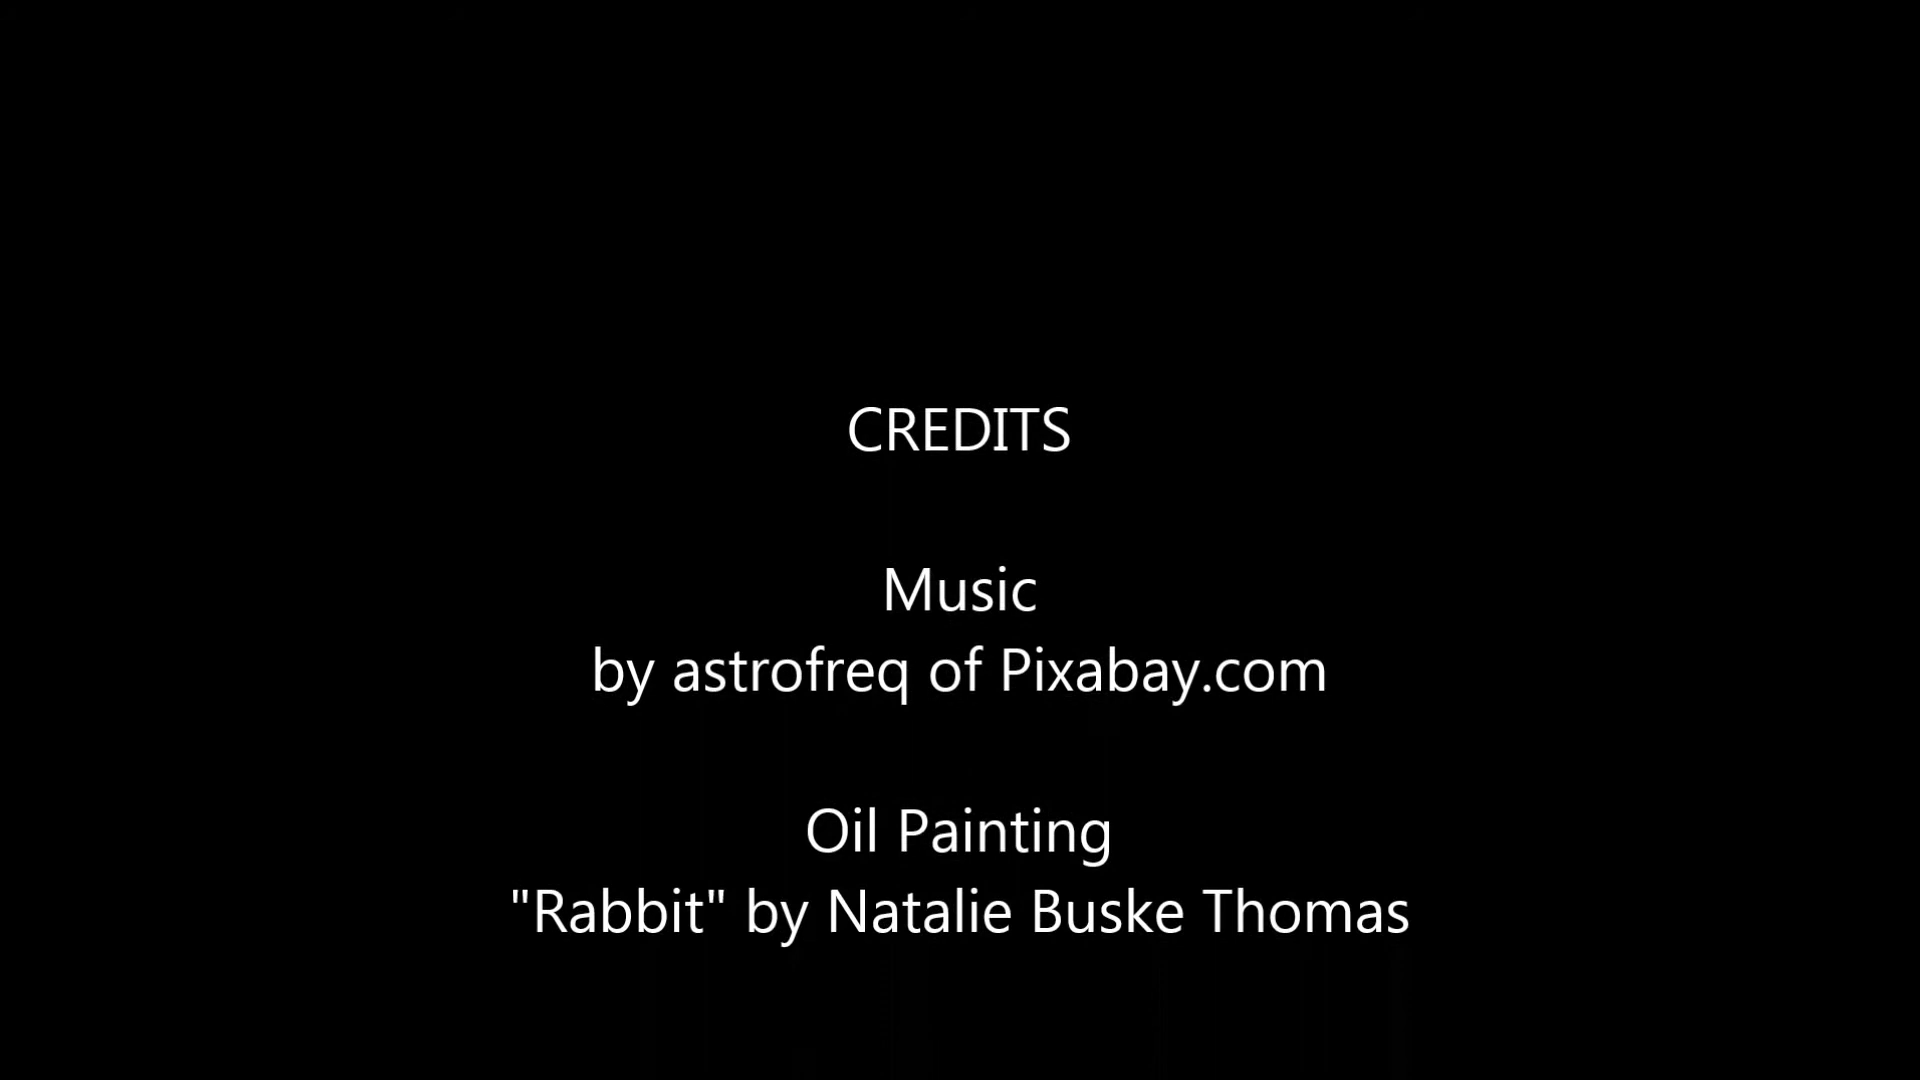 CREDITS
Music
by astrofreq of Pixabay.com
Oil Painting
"Rabbit" by Natalie Buske Thomas